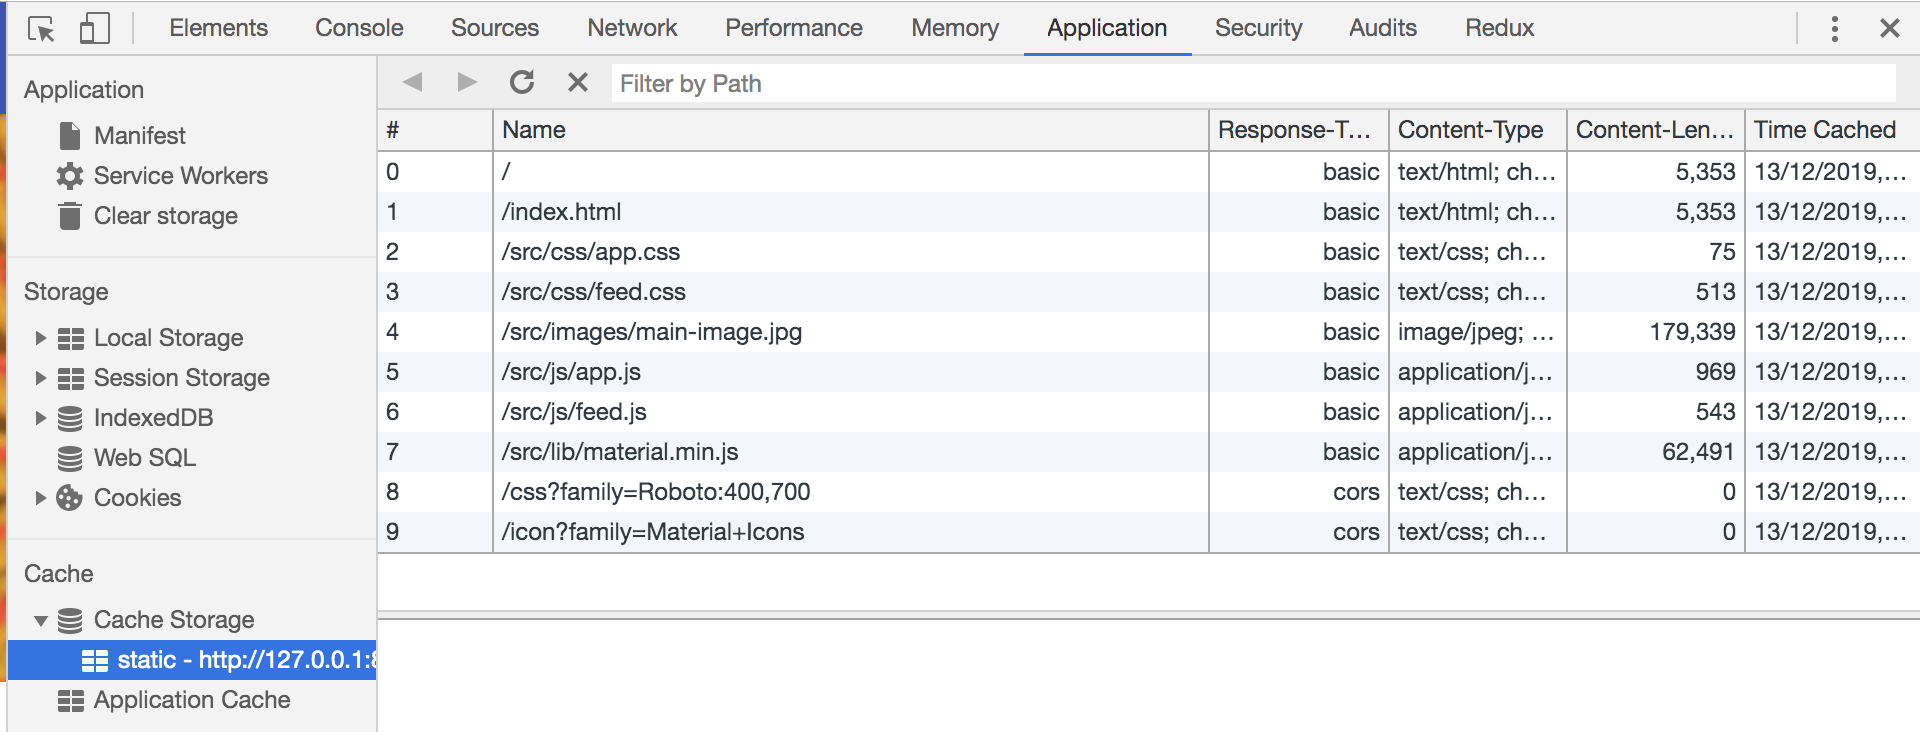 Elements Console Sources Network Performance Memory Application Security Audits Redux
Application
Manifest
Service Workers
Clear storage
Storage
Local Storage
Session Storage
IndexedDB
Web SQL
Cookies
Cache
Cache Storage
static - http://127.0.0.1:8
Application Cache
Filter by Path
# Name Response-T... Content-Type Content-Len... Time Cached
0 / basic text/html; ch... 5,353 13/12/2019,...
1 /index.html basic text/html; ch... 5,353 13/12/2019,...
2 /src/css/app.css basic text/css; ch... 75 13/12/2019,...
3 /src/css/feed.css basic text/css; ch... 513 13/12/2019,...
4 /src/images/main-image.jpg basic image/jpeg; ... 179,339 13/12/2019,...
5 /src/js/app.js basic application/j... 969 13/12/2019,...
6 /src/js/feed.js basic application/j... 543 13/12/2019,...
7 /src/lib/material.min.js basic application/j... 62,491 13/12/2019,...
8 /css?family=Roboto:400,700 cors text/css; ch... 0 13/12/2019,...
9 /icon?family=Material+Icons cors text/css; ch... 0 13/12/2019,...